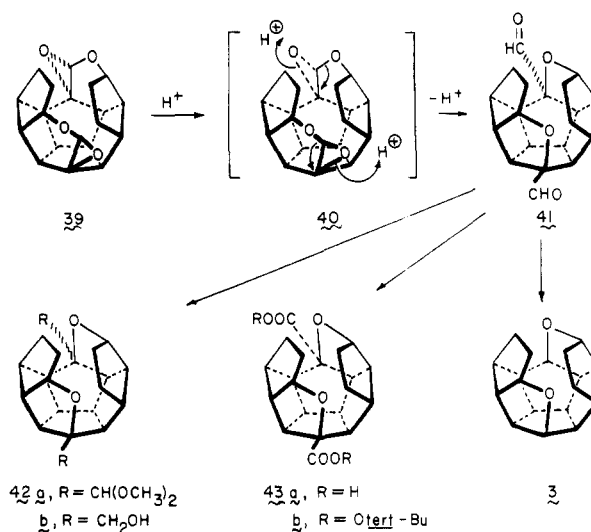 O
O
O
O
39
H⁺
O
O
H⊕
O
O
H⊕
40
−H⁺
O
HC
O
O
CHO
41
R
O
O
R
42 a, R = CH(OCH₃)₂
b, R = CH₂OH
ROOC
O
O
COOR
43 a, R = H
b, R = Otert-Bu
O
O
3